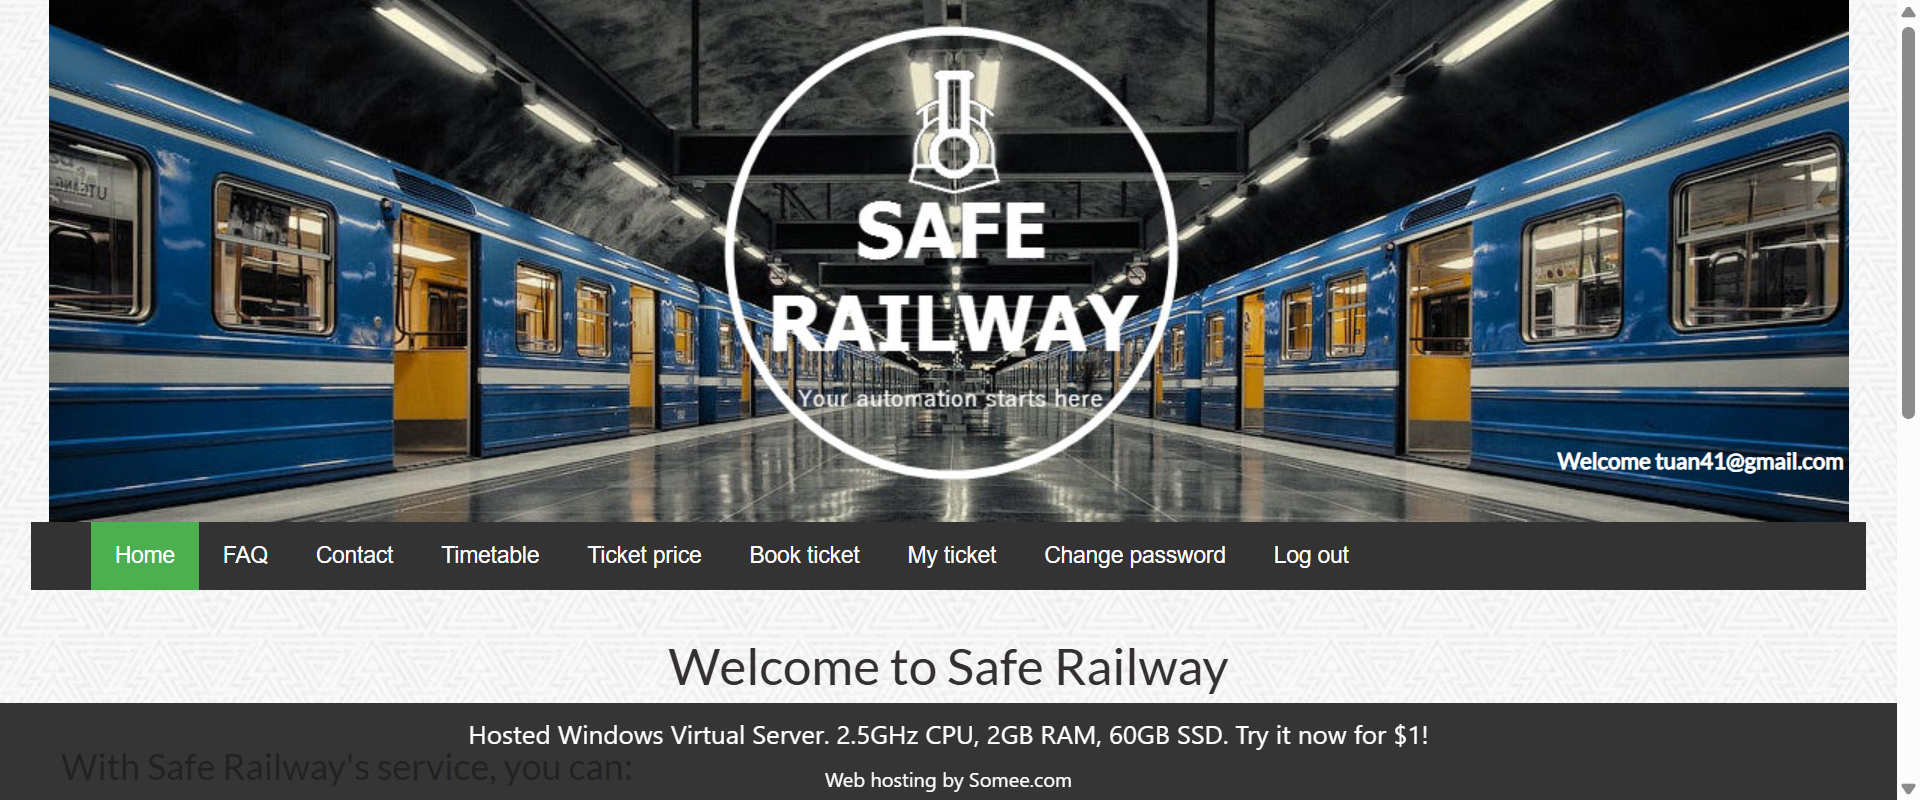 UTGÅNG
SAFE
RAILWAY
Your automation starts here
Welcome tuan41@gmail.com
Home FAQ Contact Timetable Ticket price Book ticket My ticket Change password Log out
Welcome to Safe Railway
Hosted Windows Virtual Server. 2.5GHz CPU, 2GB RAM, 60GB SSD. Try it now for $1!
With Safe Railway's service, you can:
Web hosting by Somee.com